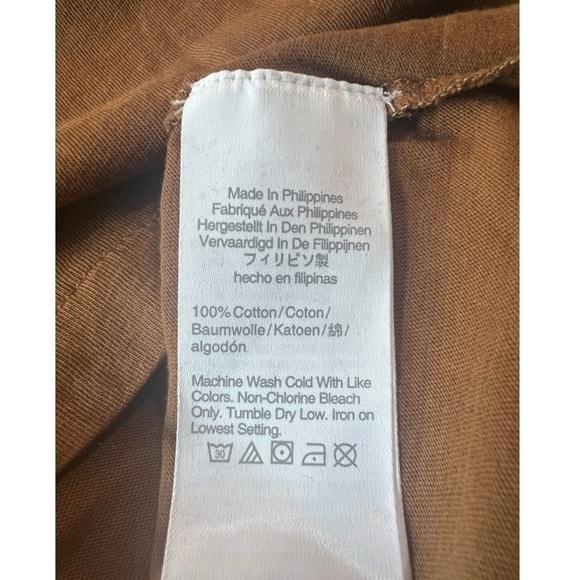 Made In Philippines
Fabriqué Aux Philippines
Hergestellt In Den Philippinen
Vervaardigd In De Filippijnen
フィリピン製
hecho en filipinas
100% Cotton/Coton/
Baumwolle/Katoen/綿/
algodón
Machine Wash Cold With Like
Colors. Non-Chlorine Bleach
Only. Tumble Dry Low. Iron on
Lowest Setting.
30